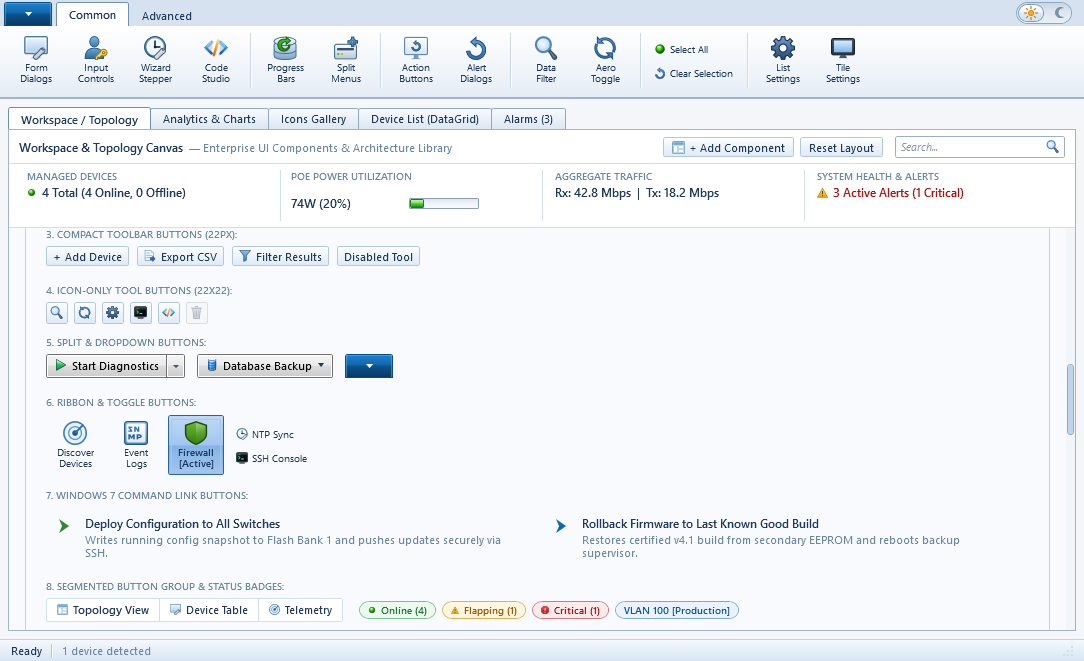 Common
Advanced
Form Dialogs
Input Controls
Wizard Stepper
Code Studio
Progress Bars
Split Menus
Action Buttons
Alert Dialogs
Data Filter
Aero Toggle
Select All
Clear Selection
List Settings
Tile Settings
Workspace / Topology
Analytics & Charts
Icons Gallery
Device List (DataGrid)
Alarms (3)
Workspace & Topology Canvas — Enterprise UI Components & Architecture Library
+ Add Component
Reset Layout
Search...
MANAGED DEVICES
4 Total (4 Online, 0 Offline)
POE POWER UTILIZATION
74W (20%)
AGGREGATE TRAFFIC
Rx: 42.8 Mbps | Tx: 18.2 Mbps
SYSTEM HEALTH & ALERTS
3 Active Alerts (1 Critical)
3. COMPACT TOOLBAR BUTTONS (22PX):
+ Add Device
Export CSV
Filter Results
Disabled Tool
4. ICON-ONLY TOOL BUTTONS (22X22):
5. SPLIT & DROPDOWN BUTTONS:
Start Diagnostics
Database Backup
6. RIBBON & TOGGLE BUTTONS:
Discover Devices
SN
MP
Event Logs
Firewall [Active]
NTP Sync
SSH Console
7. WINDOWS 7 COMMAND LINK BUTTONS:
Deploy Configuration to All Switches
Writes running config snapshot to Flash Bank 1 and pushes updates securely via
SSH.
Rollback Firmware to Last Known Good Build
Restores certified v4.1 build from secondary EEPROM and reboots backup
supervisor.
8. SEGMENTED BUTTON GROUP & STATUS BADGES:
Topology View
Device Table
Telemetry
Online (4)
Flapping (1)
Critical (1)
VLAN 100 [Production]
Ready
1 device detected